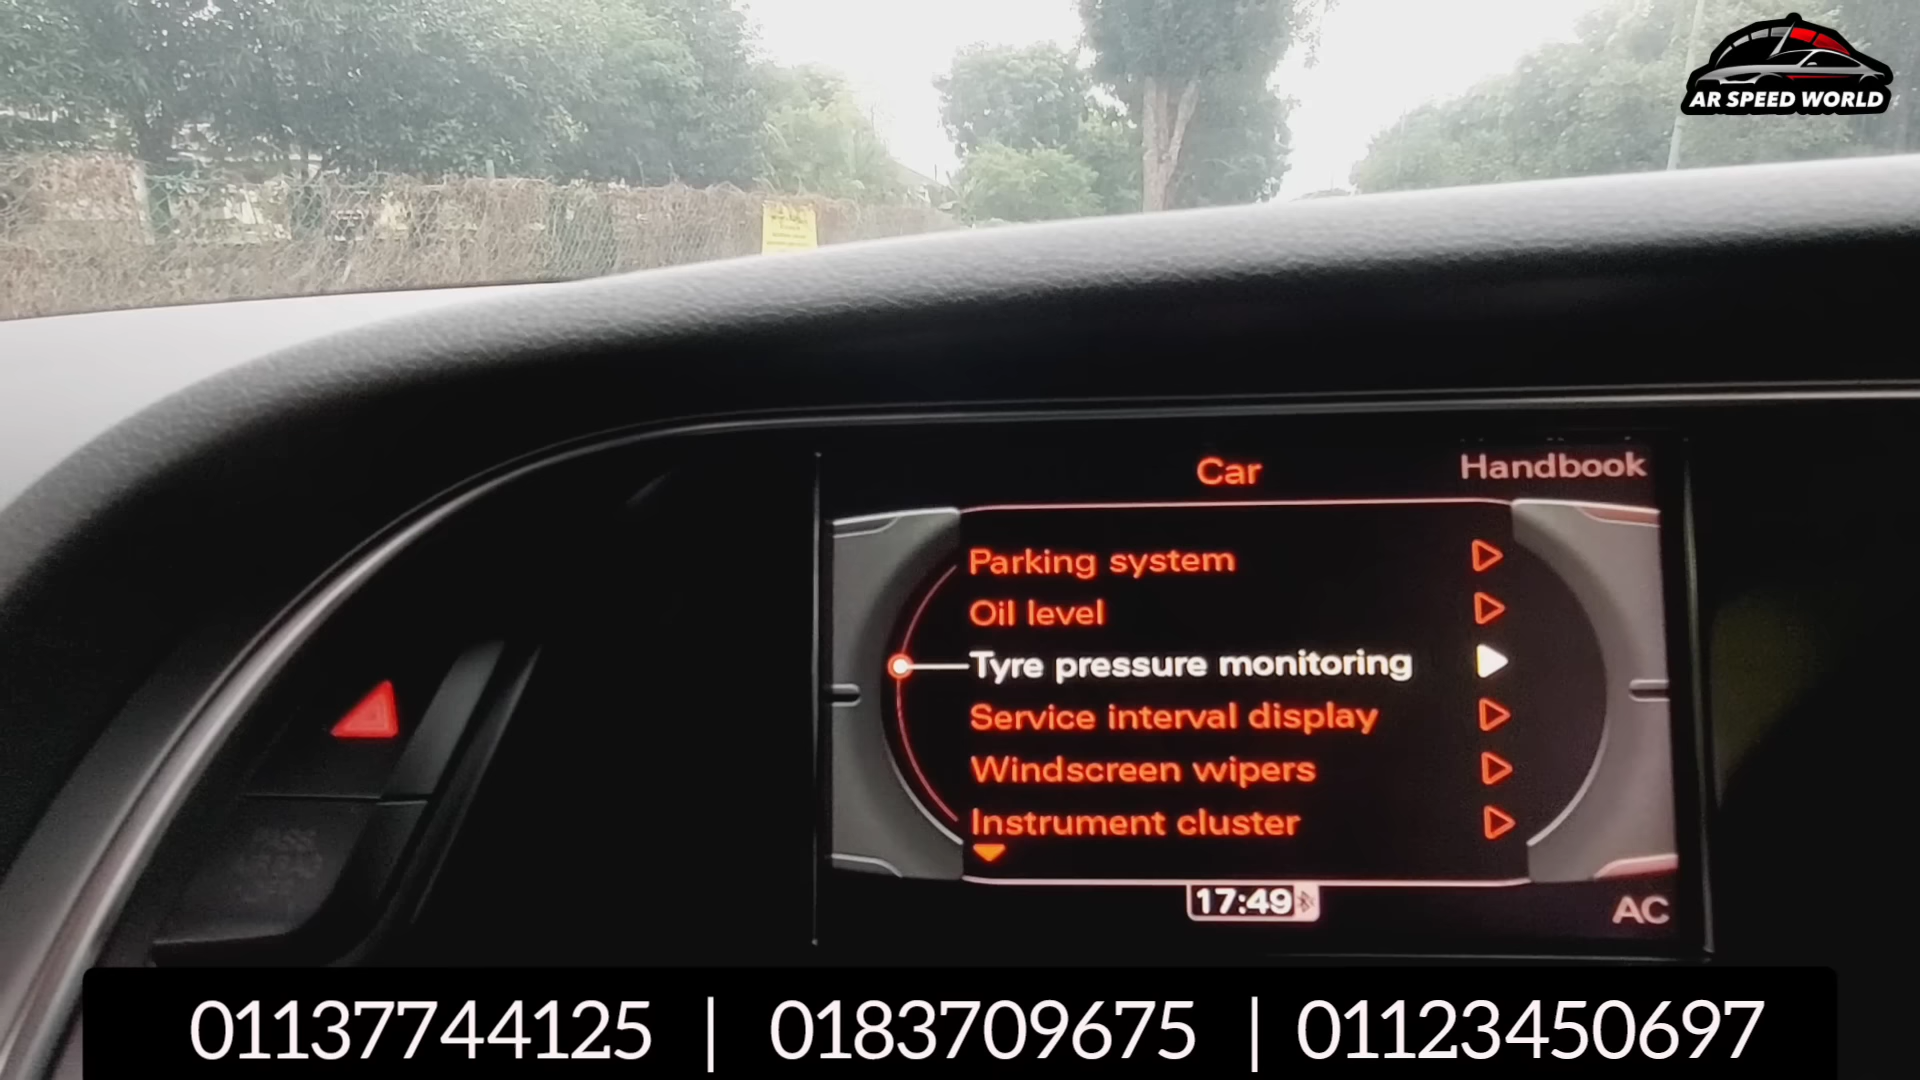 AR SPEED WORLD
Car
Handbook
Parking system
Oil level
Tyre pressure monitoring
Service interval display
Windscreen wipers
Instrument cluster
17:49
AC
01137744125 | 0183709675 | 01123450697